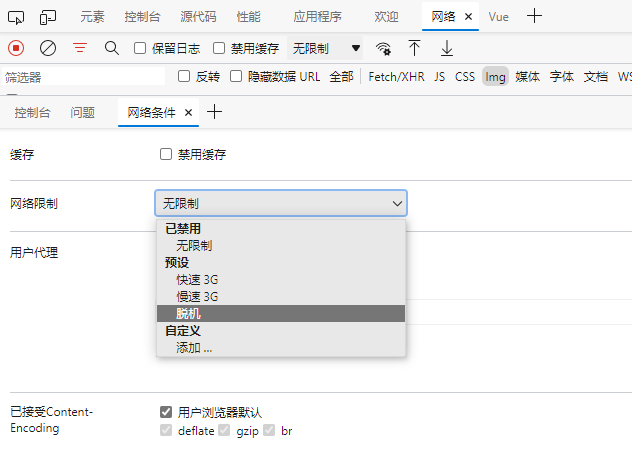 元素 控制台 源代码 性能 应用程序 欢迎 网络 Vue
保留日志 禁用缓存 无限制
筛选器 反转 隐藏数据 URL 全部 Fetch/XHR JS CSS Img 媒体 字体 文档 WS
控制台 问题 网络条件
缓存 禁用缓存
网络限制 无限制
已禁用
无限制
预设
用户代理
快速 3G
慢速 3G
脱机
自定义
添加 ...
已接受Content-Encoding
用户浏览器默认
deflate gzip br